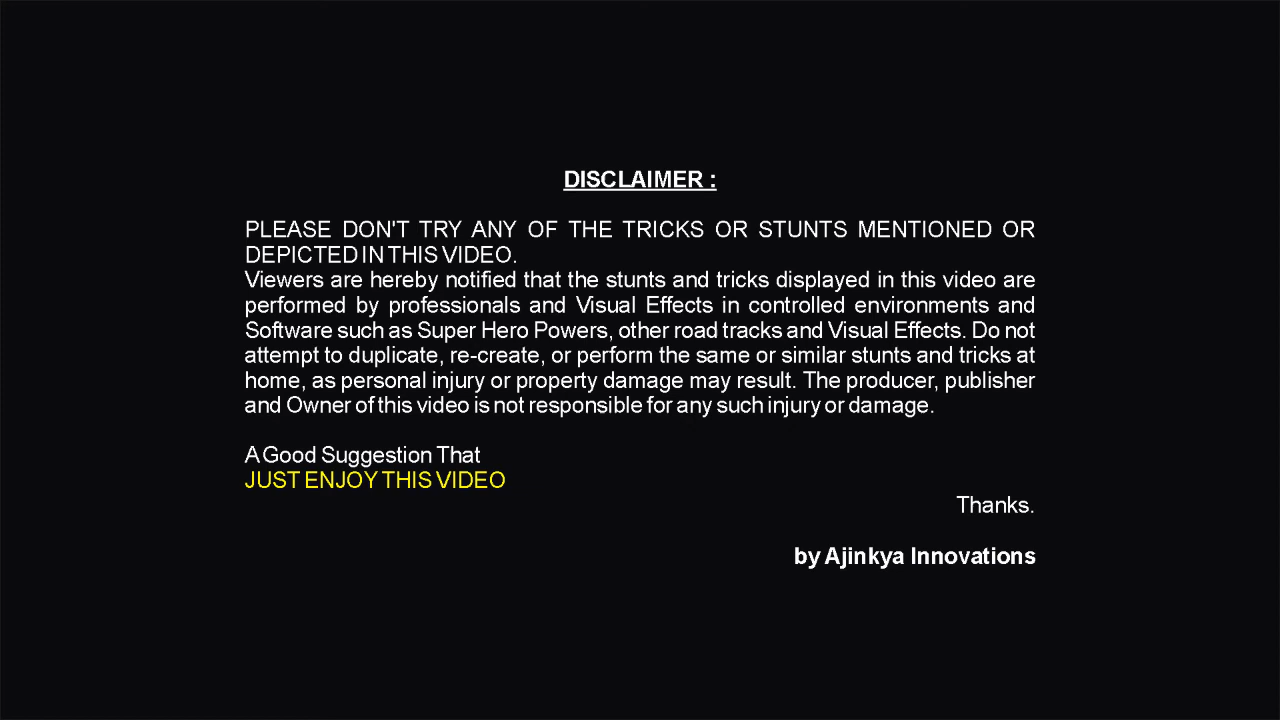 DISCLAIMER :
PLEASE DON'T TRY ANY OF THE TRICKS OR STUNTS MENTIONED OR
DEPICTED IN THIS VIDEO.
Viewers are hereby notified that the stunts and tricks displayed in this video are
performed by professionals and Visual Effects in controlled environments and
Software such as Super Hero Powers, other road tracks and Visual Effects. Do not
attempt to duplicate, re-create, or perform the same or similar stunts and tricks at
home, as personal injury or property damage may result. The producer, publisher
and Owner of this video is not responsible for any such injury or damage.
A Good Suggestion That
JUST ENJOY THIS VIDEO
Thanks.
by Ajinkya Innovations